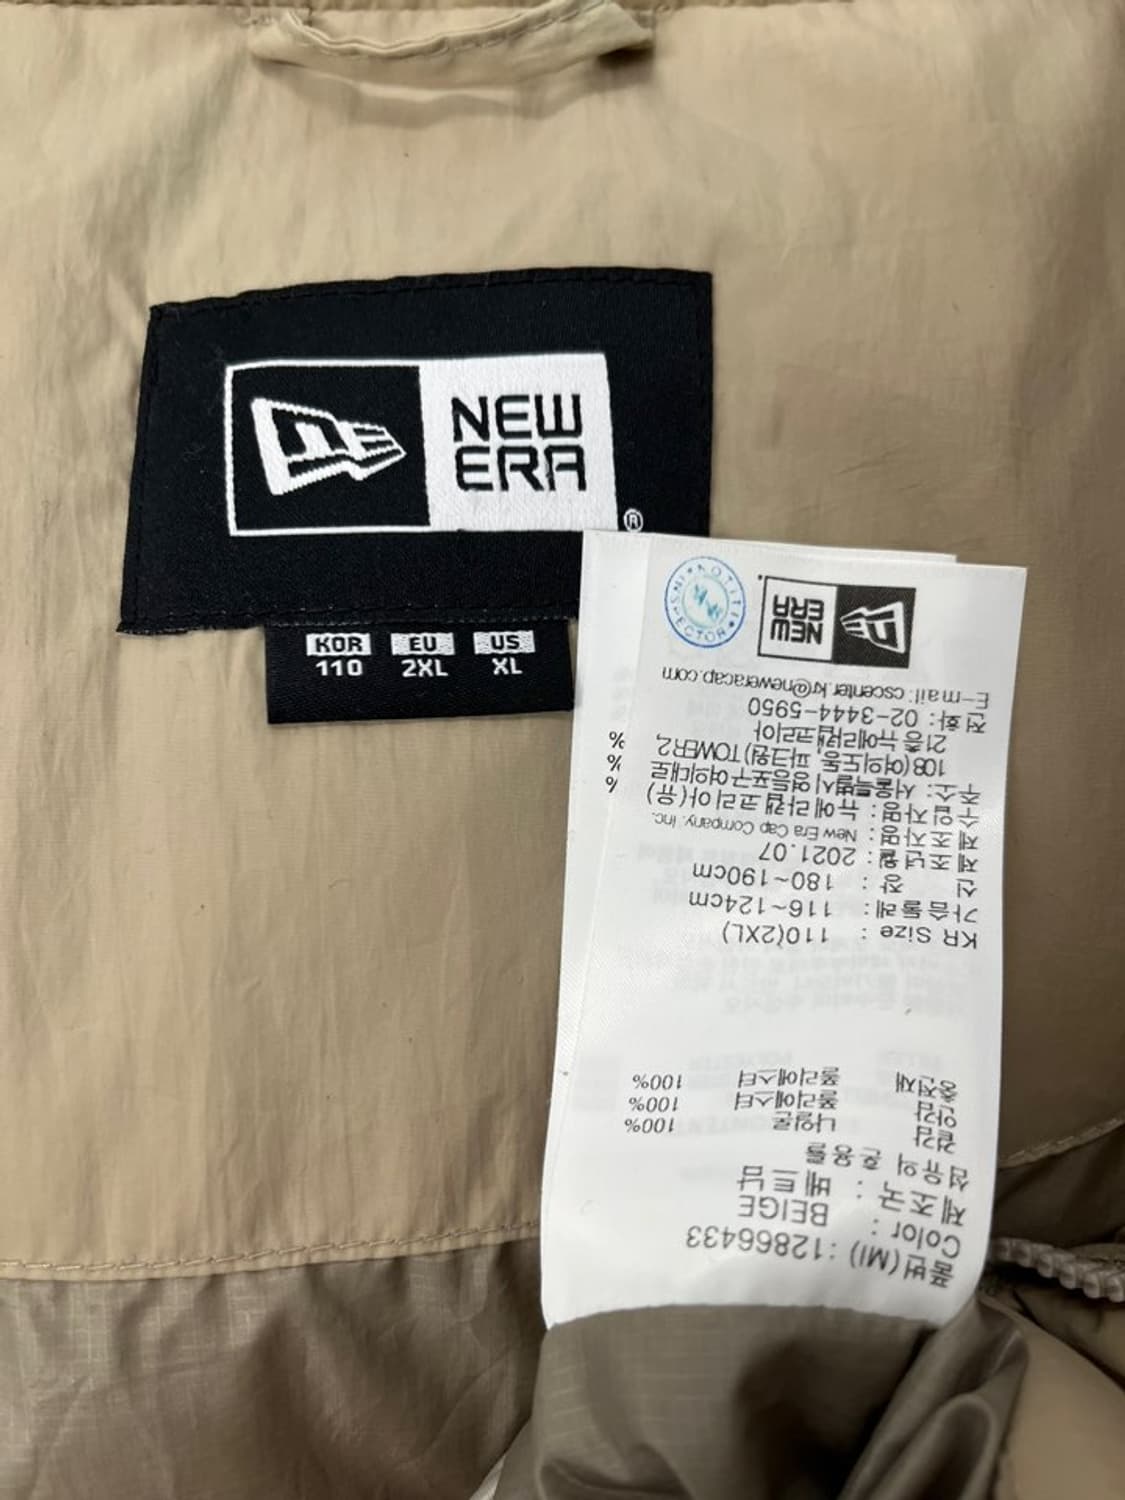 NEW
ERA
®
KOR EU US
110 2XL XL
품번(MI) : 12866433
Color : BEIGE
제조국 : 베트남
섬유의 혼용률
겉감 나일론 100%
안감 폴리에스터 100%
충전재 폴리에스터 100%
KR Size : 110(2XL)
가슴둘레 : 116~124cm
신 장 : 180~190cm
제조년월 : 2021.07
제조자명 : New Era Cap Company. Inc.
수입자명 : 뉴에라캡코리아(유)
주소 : 서울특별시 영등포구 여의대로
108(여의도동, 파크원) TOWER2,
21층 뉴에라캡코리아
전화 : 02-3444-5950
E-mail : cscenter.kr@neweracap.com
NEW
ERA
KOTITI
INSPECTOR
%
%
%